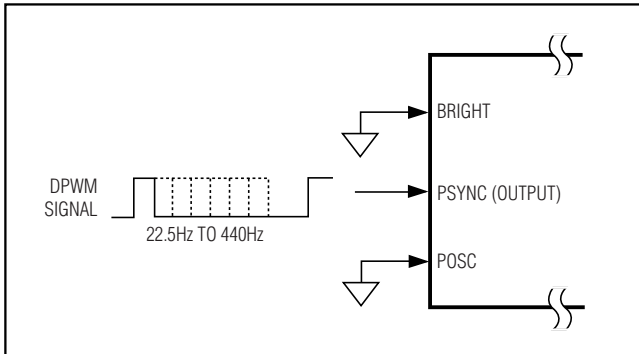 BRIGHT
DPWM
SIGNAL
PSYNC (OUTPUT)
22.5Hz TO 440Hz
POSC